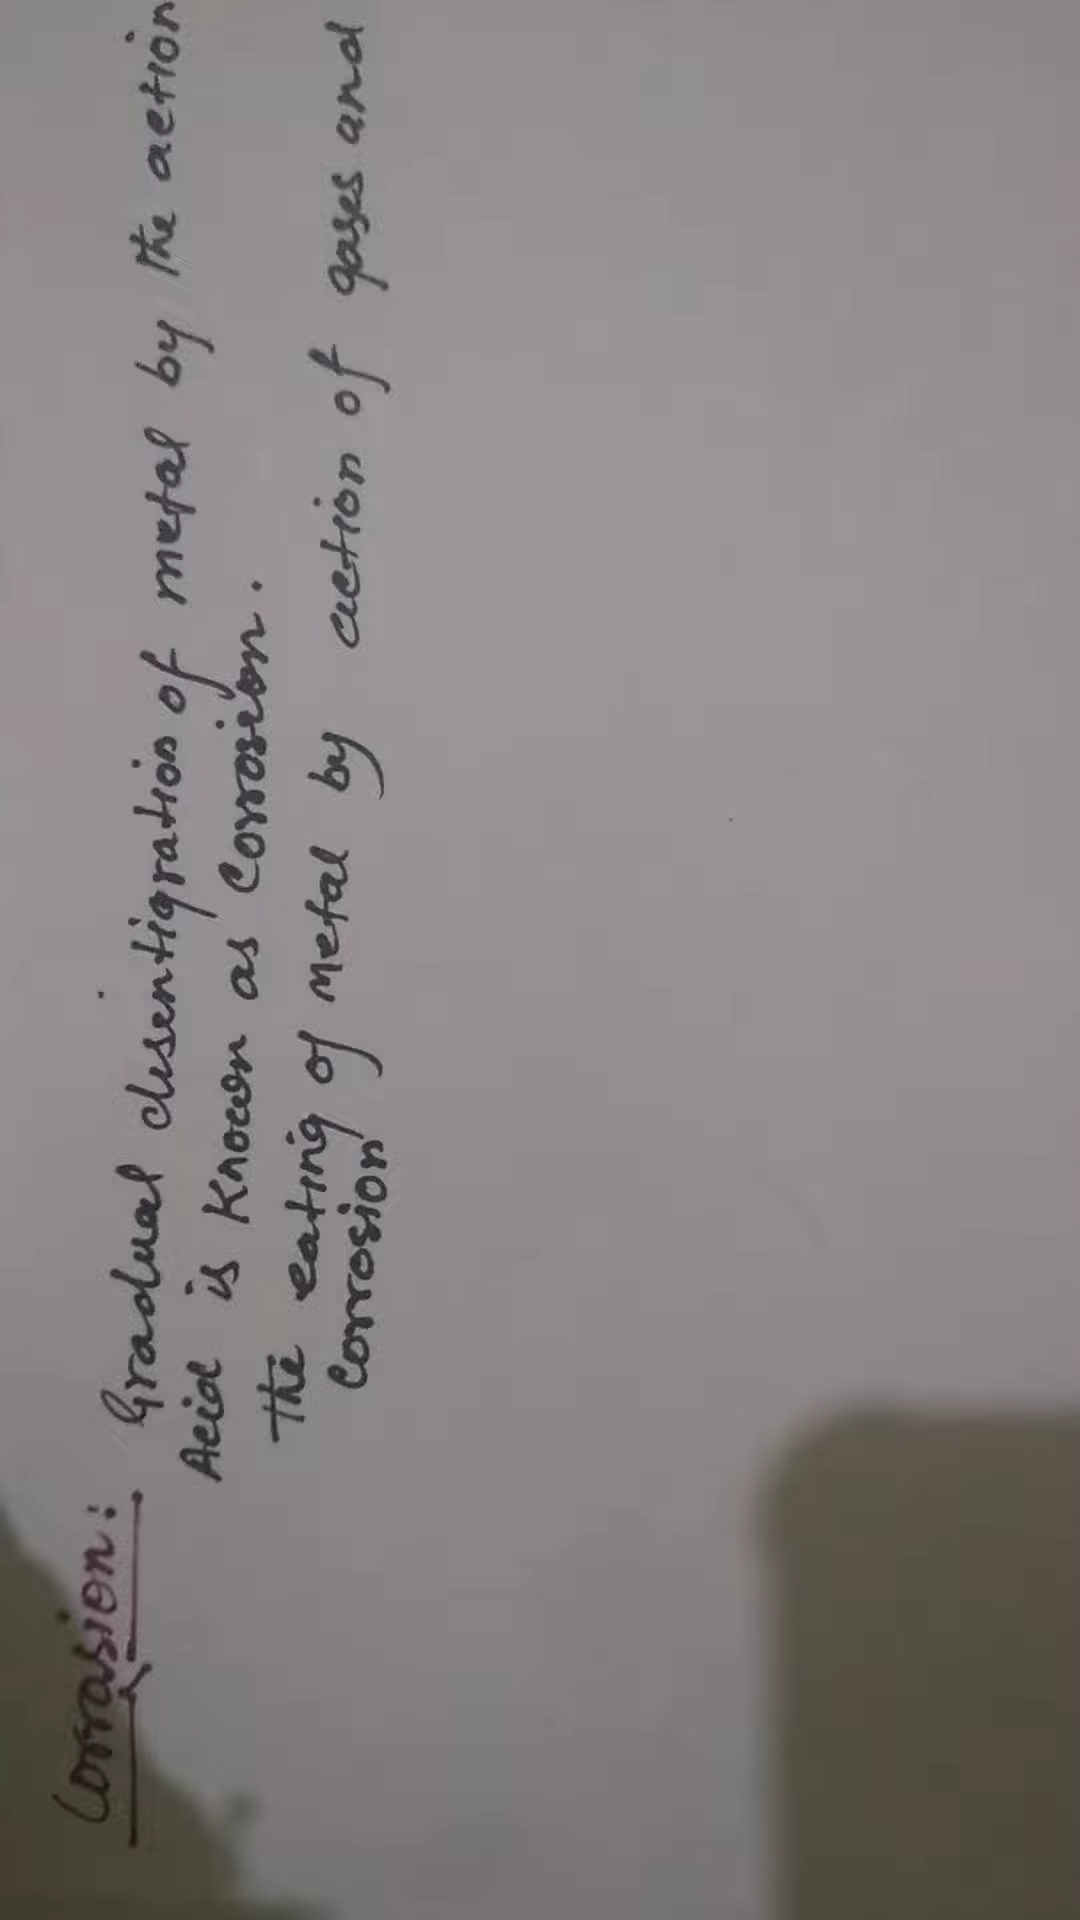 Corrosion:
Gradual disentigration of metal by the action
Acid is Known as Corrosion.
The eating of Metal by action of gases and
Corrosion